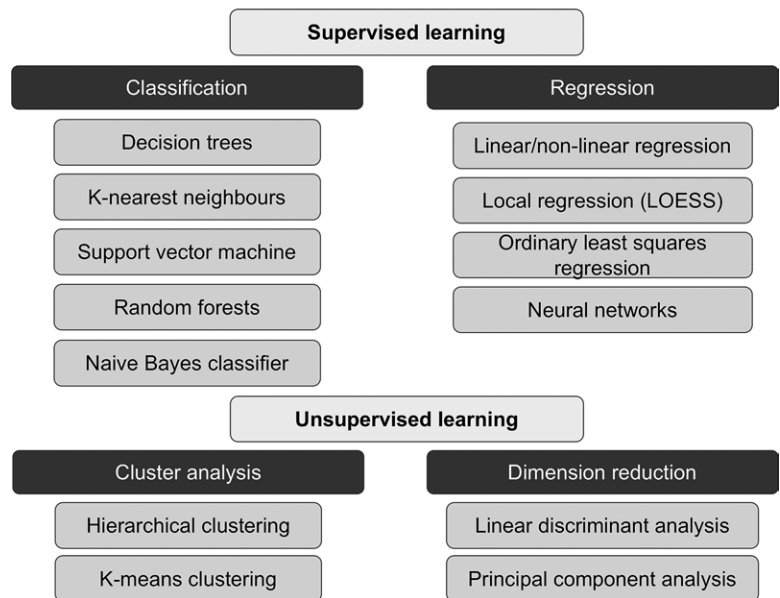 Supervised learning
Classification
Decision trees
K-nearest neighbours
Support vector machine
Random forests
Naive Bayes classifier
Regression
Linear/non-linear regression
Local regression (LOESS)
Ordinary least squares
regression
Neural networks
Unsupervised learning
Cluster analysis
Hierarchical clustering
K-means clustering
Dimension reduction
Linear discriminant analysis
Principal component analysis